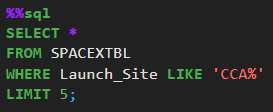 %%sql
SELECT *
FROM SPACEXTBL
WHERE Launch_Site LIKE 'CCA%'
LIMIT 5;